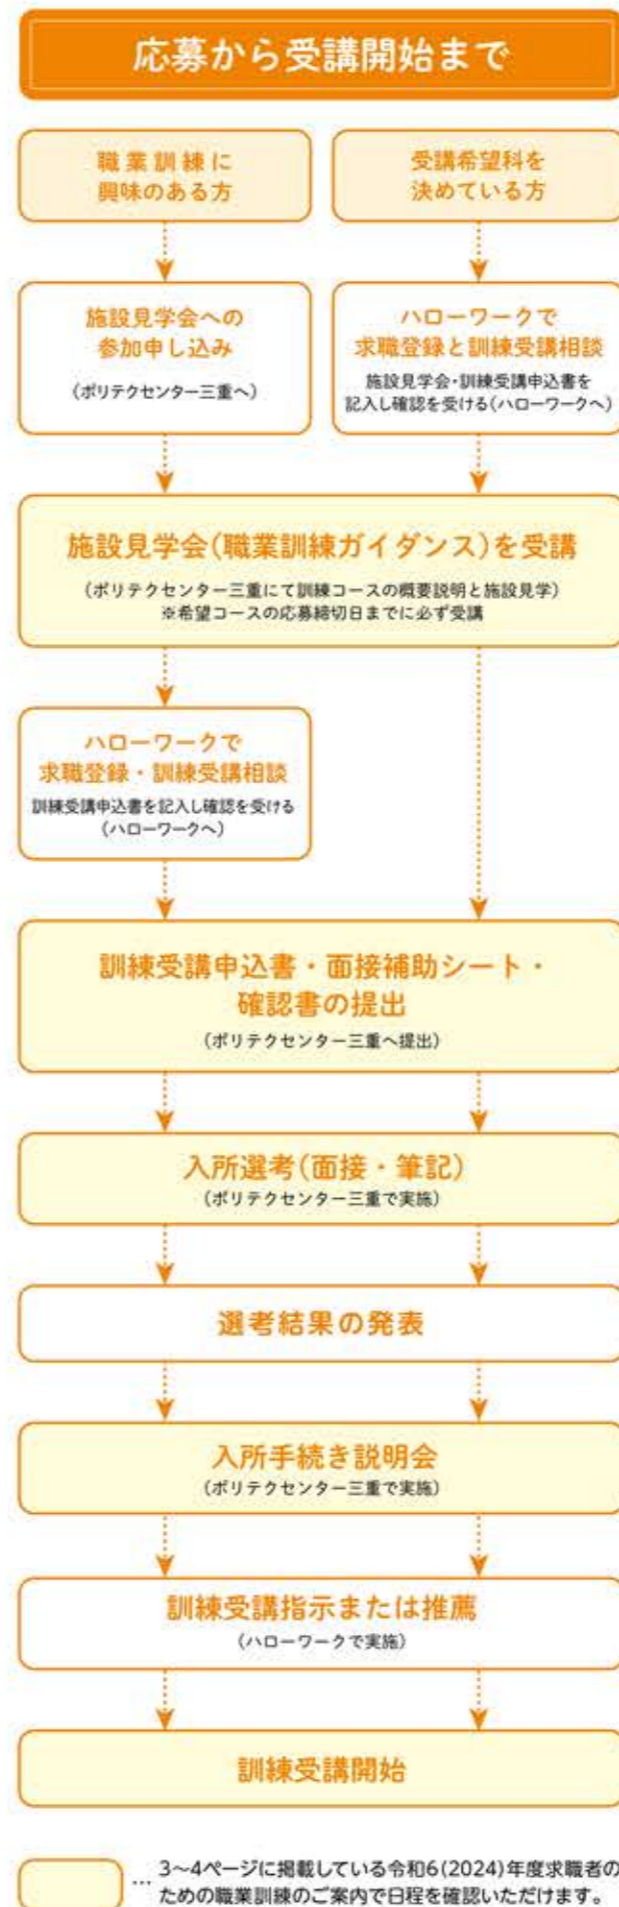 応募から受講開始まで
職業訓練に
興味のある方
受講希望科を
決めている方
施設見学会への
参加申し込み
(ポリテクセンター三重へ)
ハローワークで
求職登録と訓練受講相談
施設見学会・訓練受講申込書を
記入し確認を受ける(ハローワークへ)
施設見学会(職業訓練ガイダンス)を受講
(ポリテクセンター三重にて訓練コースの概要説明と施設見学)
※希望コースの応募締切日までに必ず受講
ハローワークで
求職登録・訓練受講相談
訓練受講申込書を記入し確認を受ける
(ハローワークへ)
訓練受講申込書・面接補助シート・
確認書の提出
(ポリテクセンター三重へ提出)
入所選考(面接・筆記)
(ポリテクセンター三重で実施)
選考結果の発表
入所手続き説明会
(ポリテクセンター三重で実施)
訓練受講指示または推薦
(ハローワークで実施)
訓練受講開始
… 3~4ページに掲載している令和6(2024)年度求職者の
ための職業訓練のご案内で日程を確認いただけます。